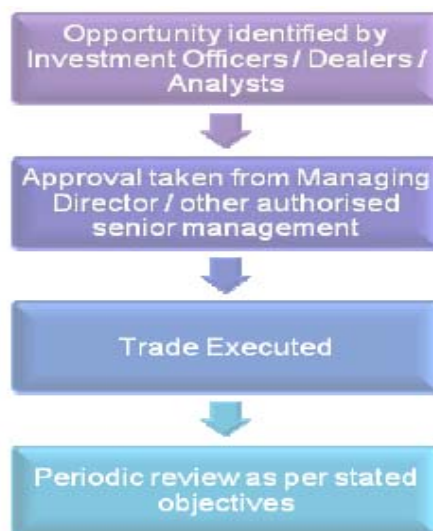 Opportunity identified by
Investment Officers / Dealers /
Analysts
Approval taken from Managing
Director / other authorised
senior management
Trade Executed
Periodic review as per stated
objectives